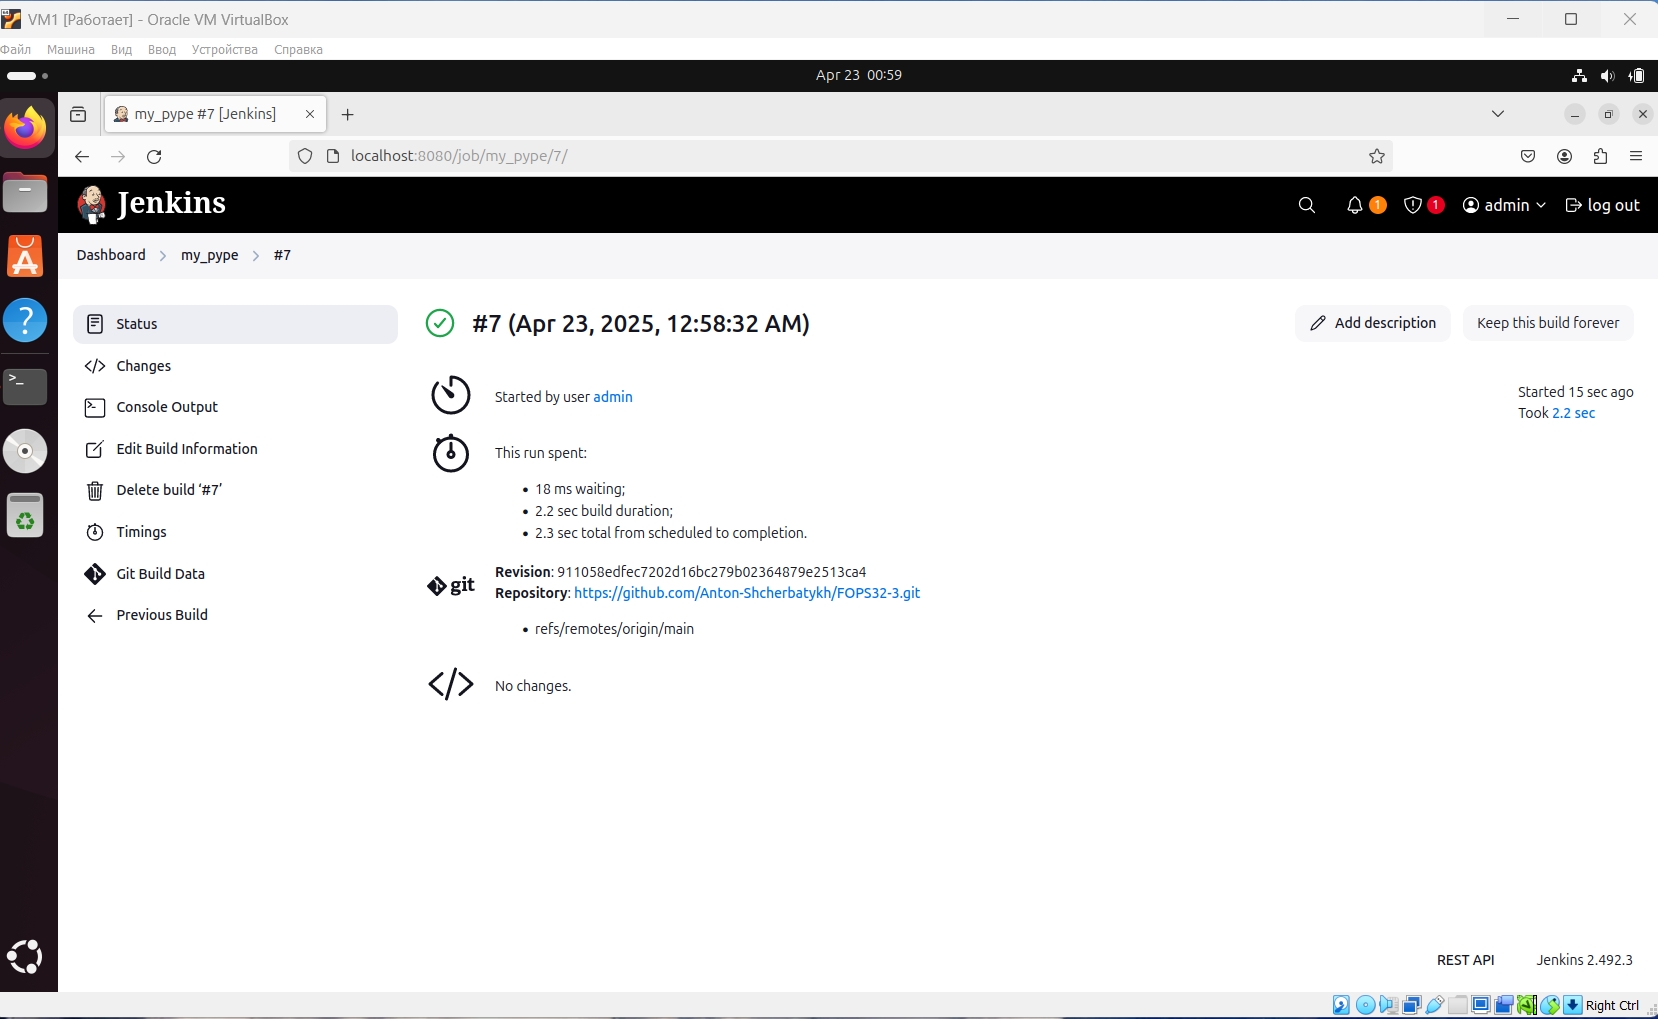 VM1 [Работает] - Oracle VM VirtualBox
Файл Машина Вид Ввод Устройства Справка
Apr 23 00:59
my_pype #7 [Jenkins]
localhost:8080/job/my_pype/7/
Jenkins
1
1
admin
log out
Dashboard
my_pype
#7
Status
Changes
Console Output
Edit Build Information
Delete build ‘#7’
Timings
Git Build Data
Previous Build
#7 (Apr 23, 2025, 12:58:32 AM)
Add description
Keep this build forever
Started by user admin
Started 15 sec ago
Took 2.2 sec
This run spent:
18 ms waiting;
2.2 sec build duration;
2.3 sec total from scheduled to completion.
git
Revision: 911058edfec7202d16bc279b02364879e2513ca4
Repository: https://github.com/Anton-Shcherbatykh/FOPS32-3.git
refs/remotes/origin/main
No changes.
REST API
Jenkins 2.492.3
Right Ctrl